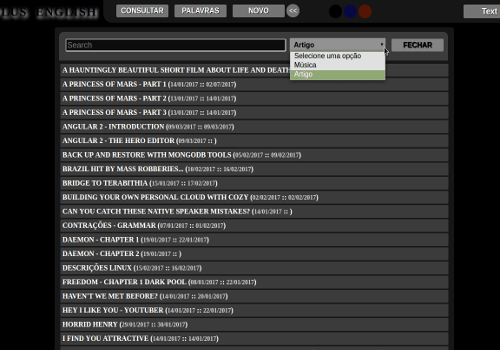 PLUS ENGLISH
CONSULTAR PALAVRAS NOVO <<
Text
Search Artigo FECHAR
Selecione uma opção
Música
Artigo
A HAUNTINGLY BEAUTIFUL SHORT FILM ABOUT LIFE AND DEATH
A PRINCESS OF MARS - PART 1 (14/01/2017 :: 02/07/2017)
A PRINCESS OF MARS - PART 2 (13/01/2017 :: 14/01/2017)
A PRINCESS OF MARS - PART 3 (13/01/2017 :: 14/01/2017)
ANGULAR 2 - INTRODUCTION (09/03/2017 :: 09/03/2017)
ANGULAR 2 - THE HERO EDITOR (09/03/2017 :: )
BACK UP AND RESTORE WITH MONGODB TOOLS (05/02/2017 :: 09/02/2017)
BRAZIL HIT BY MASS ROBBERIES... (10/02/2017 :: 16/02/2017)
BRIDGE TO TERABITHIA (15/01/2017 :: 17/02/2017)
BUILDING YOUR OWN PERSONAL CLOUD WITH COZY (02/02/2017 :: 02/02/2017)
CAN YOU CATCH THESE NATIVE SPEAKER MISTAKES? (14/01/2017 :: )
CONTRAÇÕES - GRAMMAR (07/01/2017 :: 01/02/2017)
DAEMON - CHAPTER 1 (19/01/2017 :: 22/01/2017)
DAEMON - CHAPTER 2 (19/01/2017 :: )
DESCRIÇÕES LINUX (15/02/2017 :: 16/02/2017)
FREEDOM - CHAPTER 1 DARK POOL (08/01/2017 :: 22/01/2017)
HAVEN'T WE MET BEFORE? (14/01/2017 :: 20/01/2017)
HEY I LIKE YOU - YOUTUBER (14/01/2017 :: 22/01/2017)
HORRID HENRY (29/01/2017 :: 30/01/2017)
I FIND YOU ATTRACTIVE (14/01/2017 :: 14/01/2017)